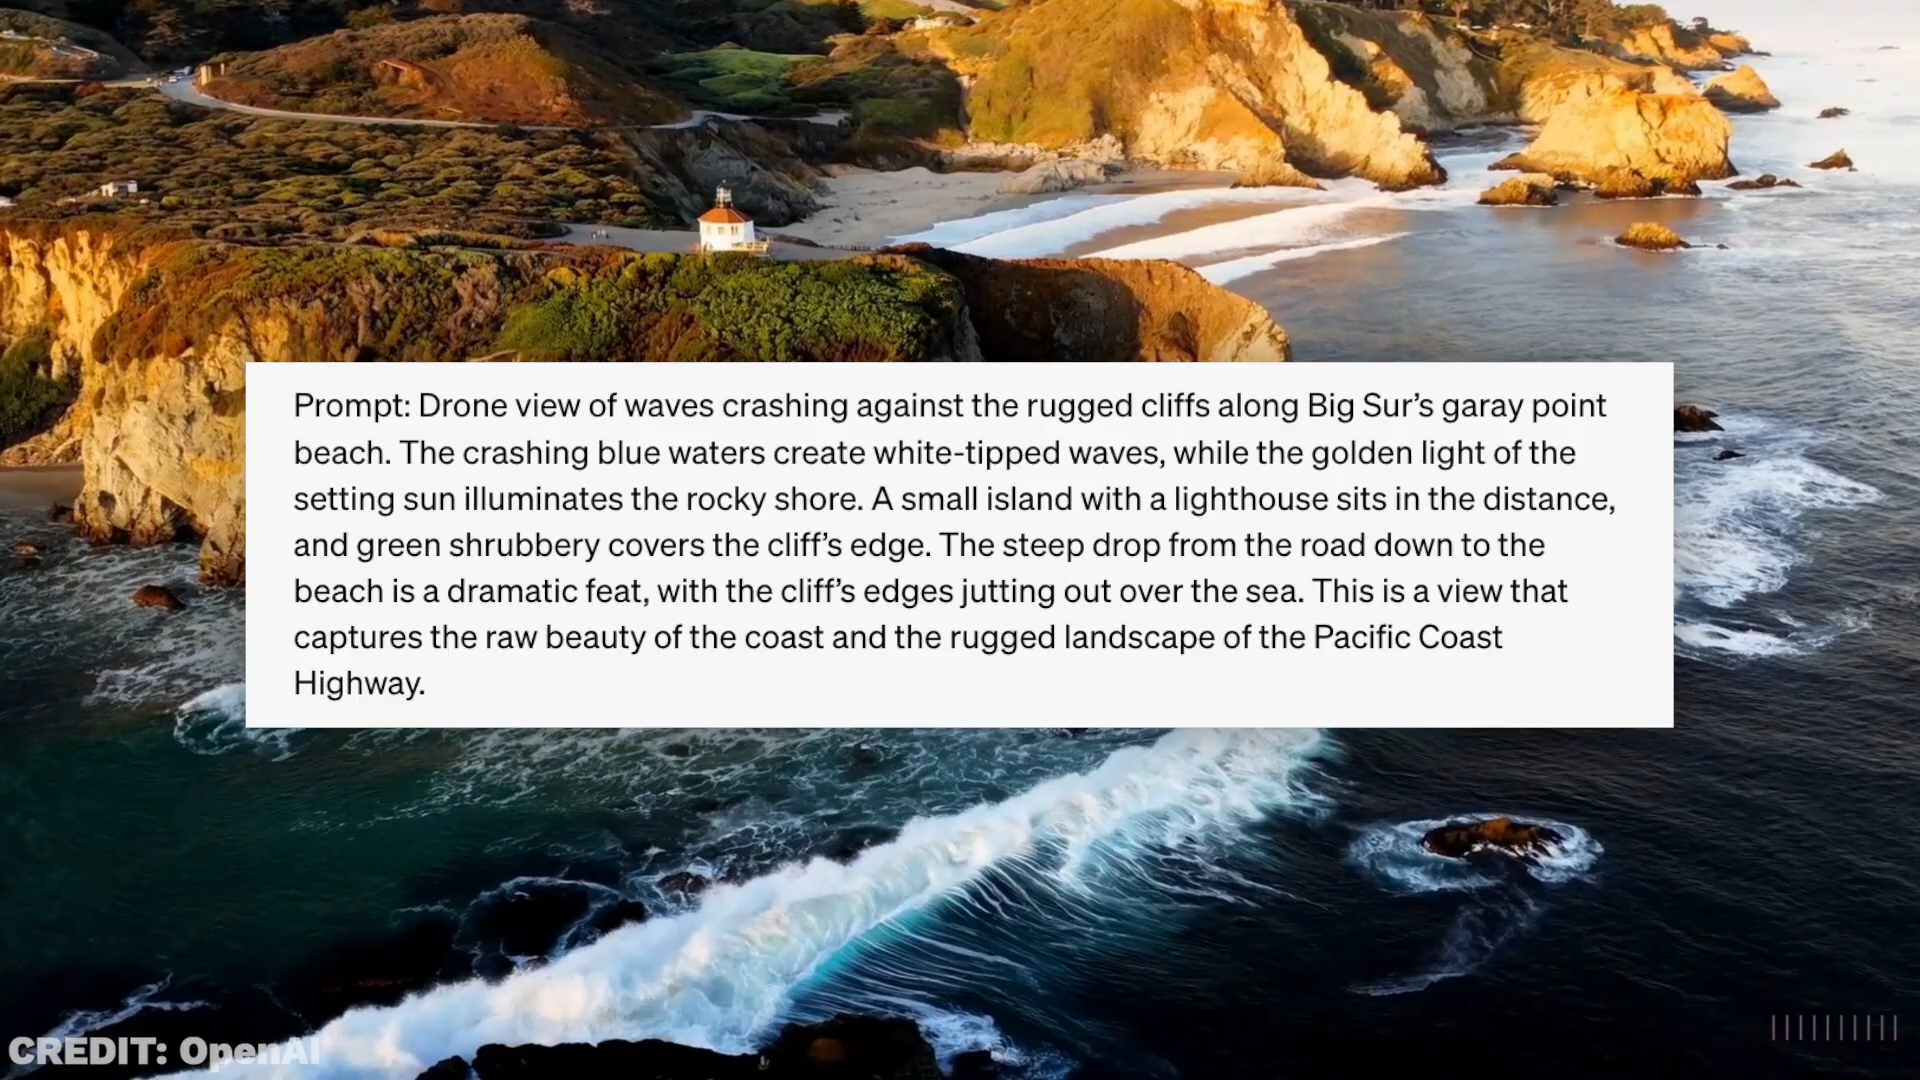 Prompt: Drone view of waves crashing against the rugged cliffs along Big Sur’s garay point
beach. The crashing blue waters create white-tipped waves, while the golden light of the
setting sun illuminates the rocky shore. A small island with a lighthouse sits in the distance,
and green shrubbery covers the cliff’s edge. The steep drop from the road down to the
beach is a dramatic feat, with the cliff’s edges jutting out over the sea. This is a view that
captures the raw beauty of the coast and the rugged landscape of the Pacific Coast
Highway.
CREDIT: OpenAI